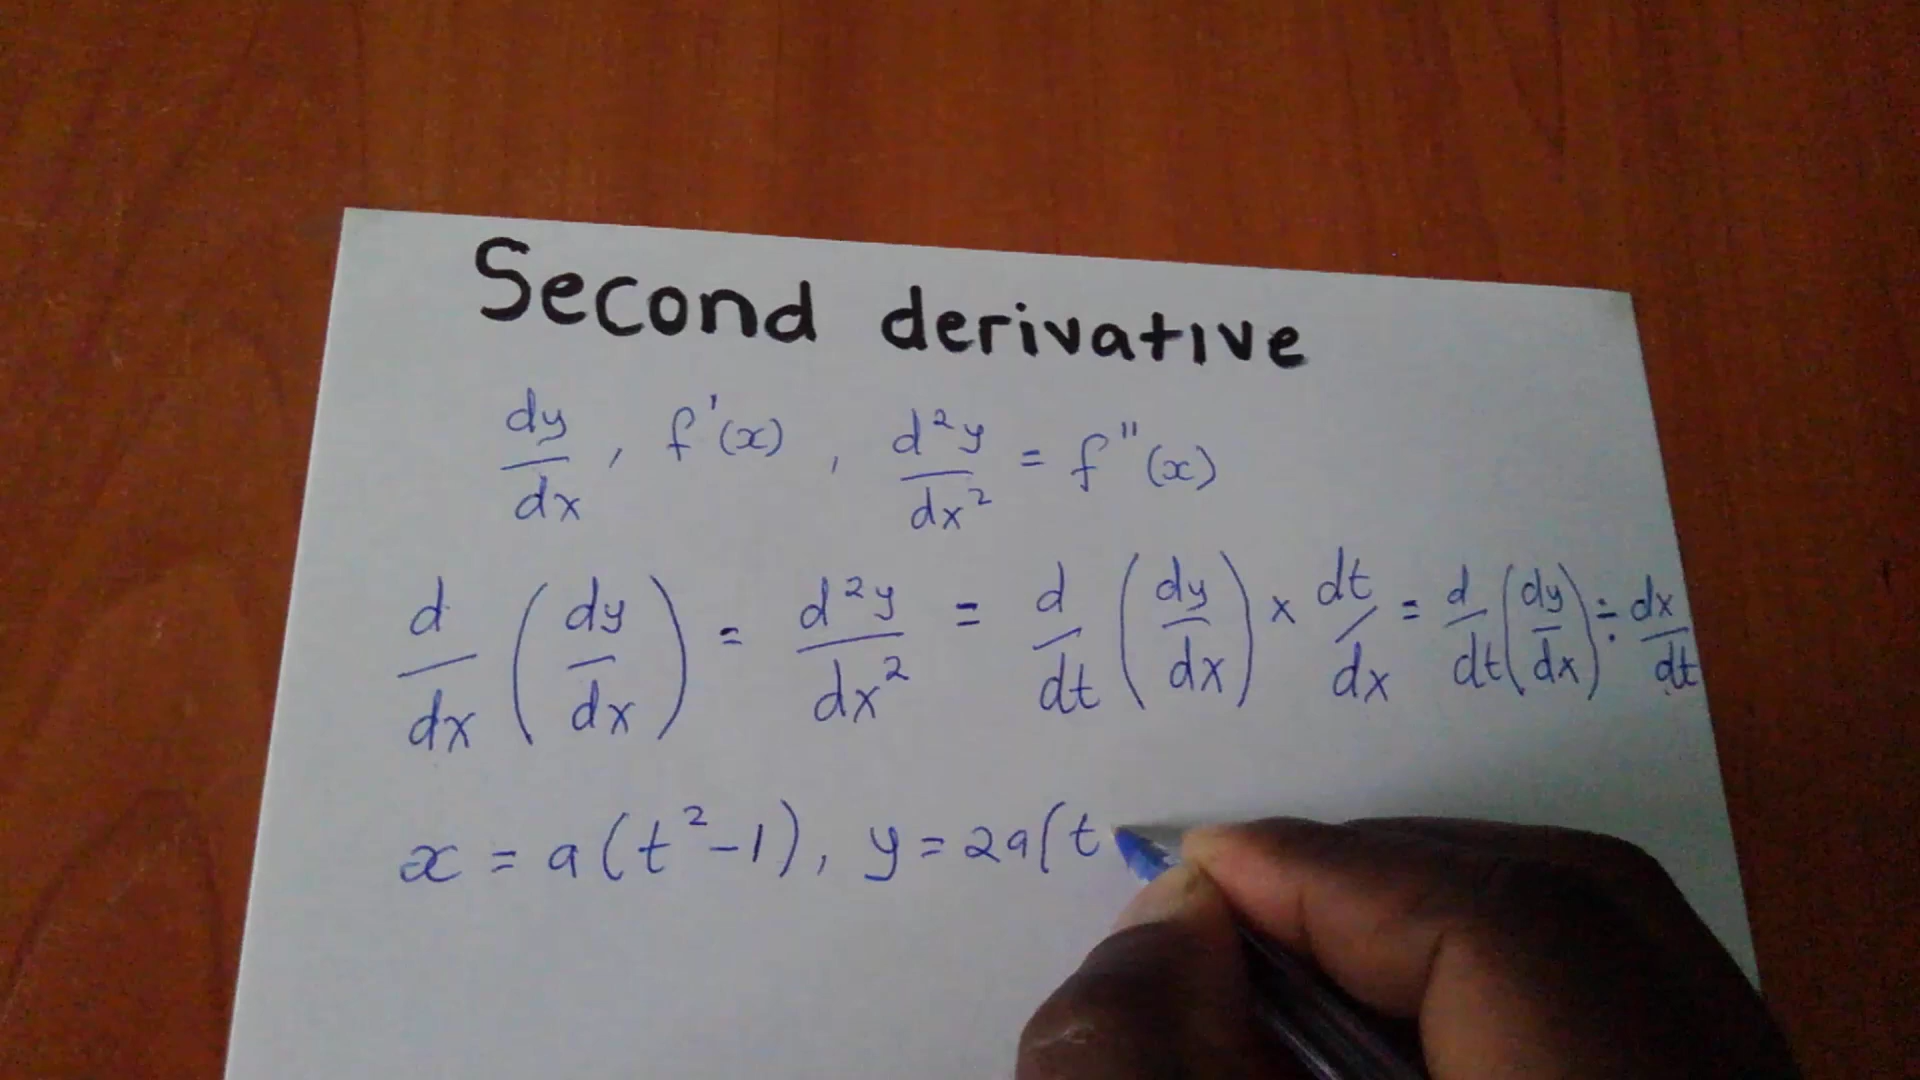 Second derivative
dy/dx , f'(x) , d²y/dx² = f"(x)
d/dx (dy/dx) = d²y/dx² = d/dt (dy/dx) × dt/dx = d/dt (dy/dx) ÷ dx/dt
x = a(t²-1), y = 2a(t